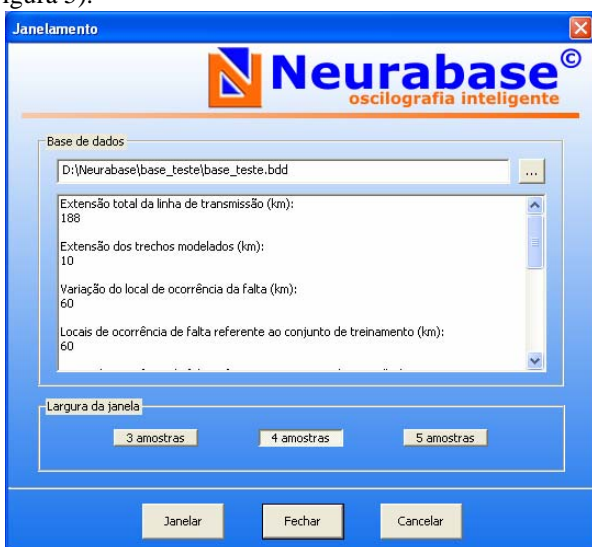 igura 3).
Janelamento
Neurabase©
oscilografia inteligente
Base de dados
D:\Neurabase\base_teste\base_teste.bdd
...
Extensão total da linha de transmissão (km):
188
Extensão dos trechos modelados (km):
10
Variação do local de ocorrência da falta (km):
60
Locais de ocorrência de falta referente ao conjunto de treinamento (km):
60
Largura da janela
3 amostras
4 amostras
5 amostras
Janelar
Fechar
Cancelar